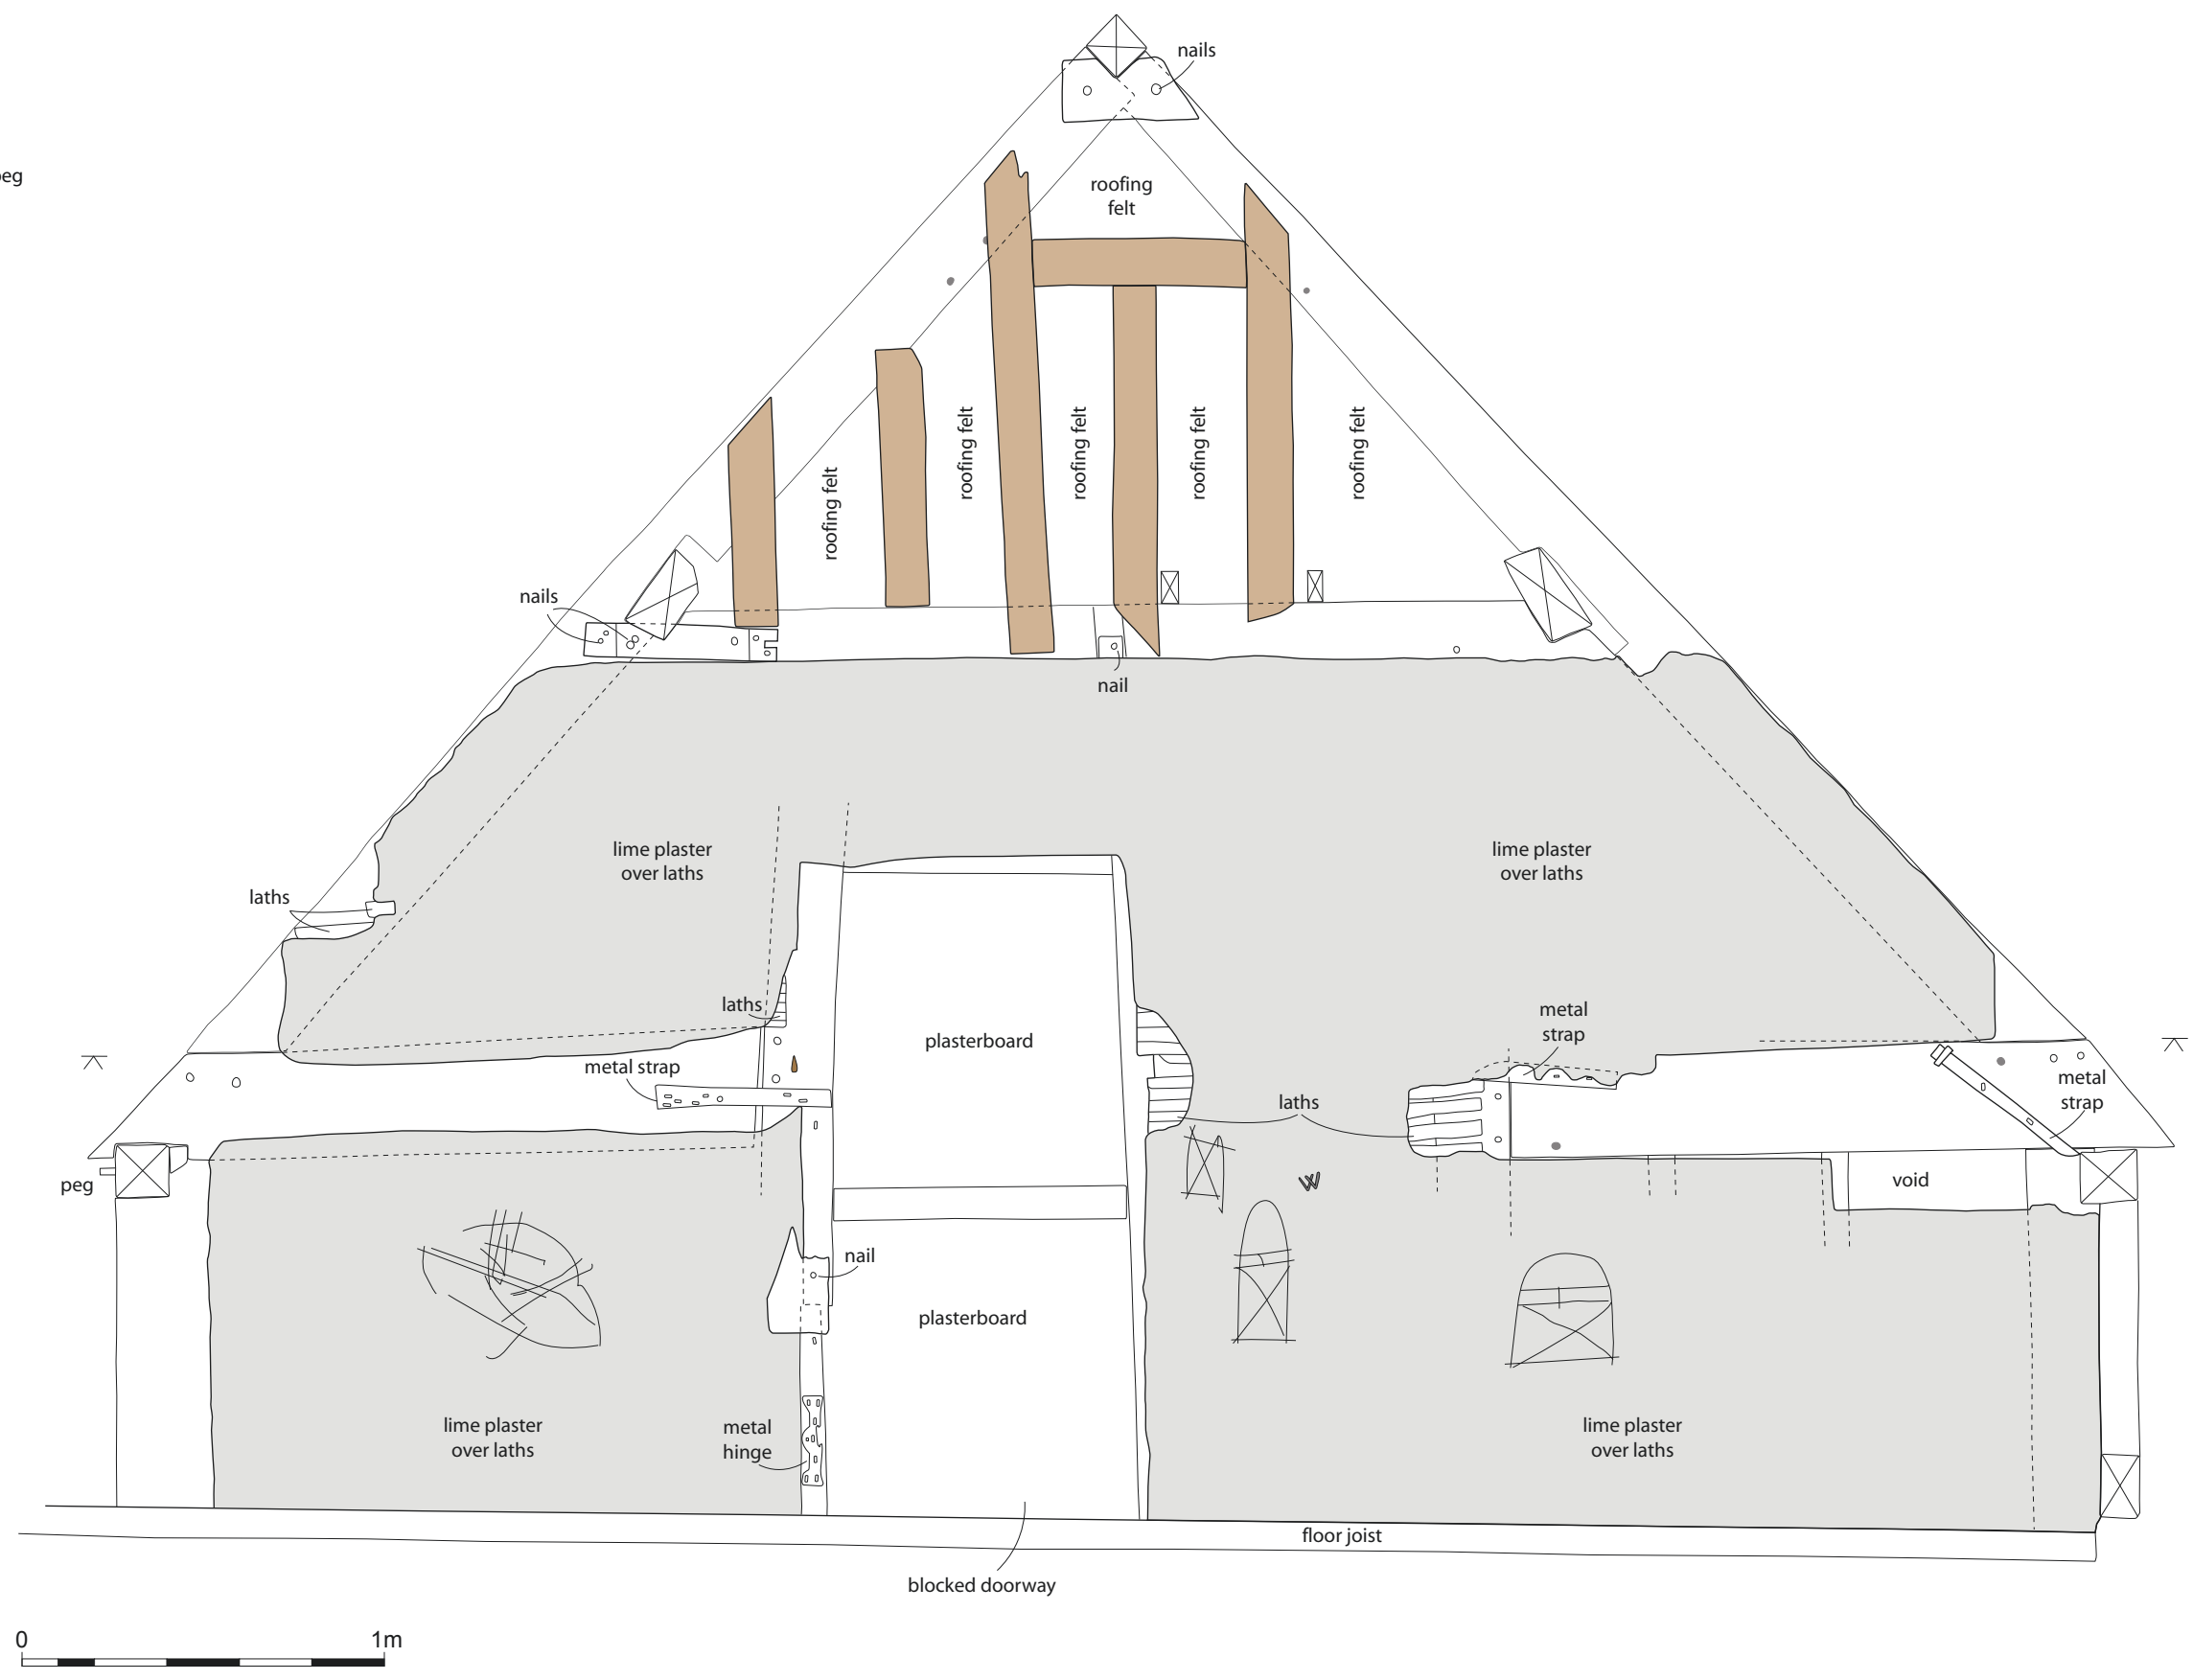 nails
eg
roofing
felt
roofing felt
roofing felt
roofing felt
roofing felt
roofing felt
nails
nail
lime plaster
over laths
lime plaster
over laths
laths
laths
metal
strap
plasterboard
metal strap
metal
strap
laths
peg
void
W
nail
plasterboard
lime plaster
over laths
metal
hinge
lime plaster
over laths
floor joist
blocked doorway
0
1m